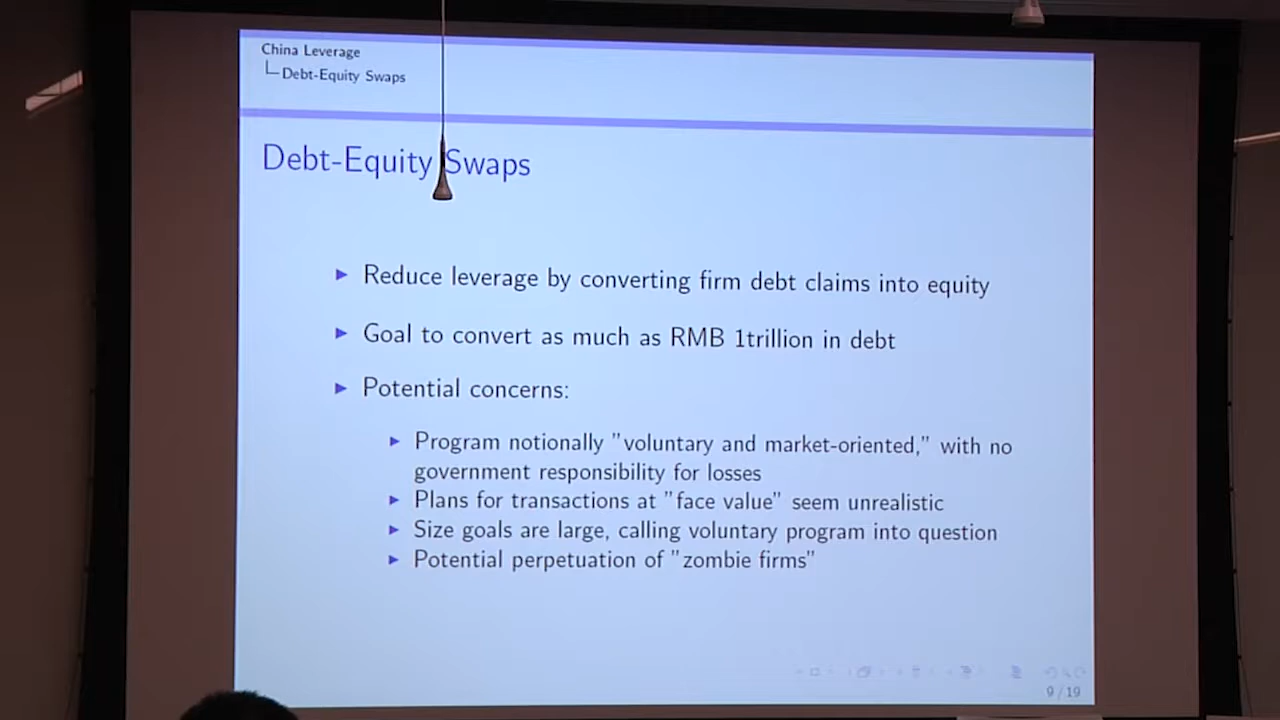 China Leverage
Debt-Equity Swaps
Debt-Equity Swaps
Reduce leverage by converting firm debt claims into equity
Goal to convert as much as RMB 1trillion in debt
Potential concerns:
Program notionally "voluntary and market-oriented," with no
government responsibility for losses
Plans for transactions at "face value" seem unrealistic
Size goals are large, calling voluntary program into question
Potential perpetuation of "zombie firms"
9/19